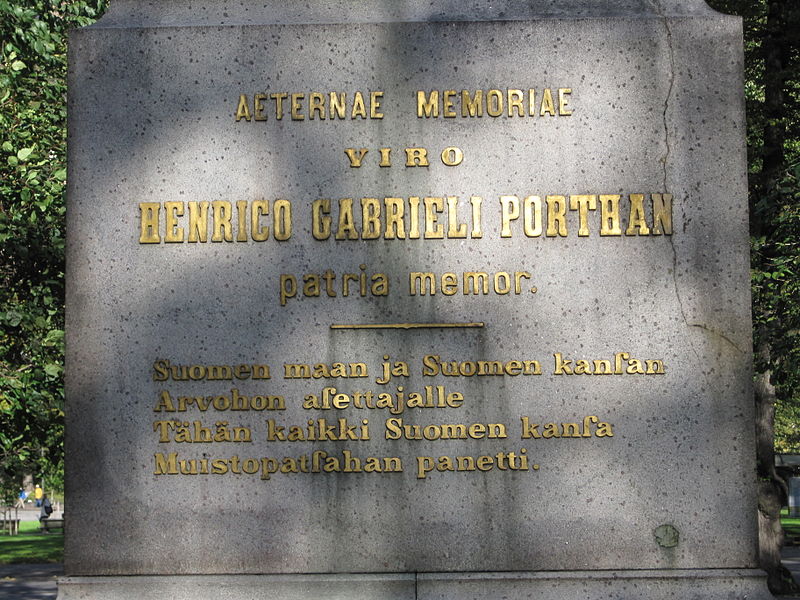 AETERNAE MEMORIAE
VIRO
HENRICO GABRIELI PORTHAN
patria memor.
Suomen maan ja Suomen kanſan
Arvohon aſettajalle
Tähän kaikki Suomen kanſa
Muistopatſahan panetti.